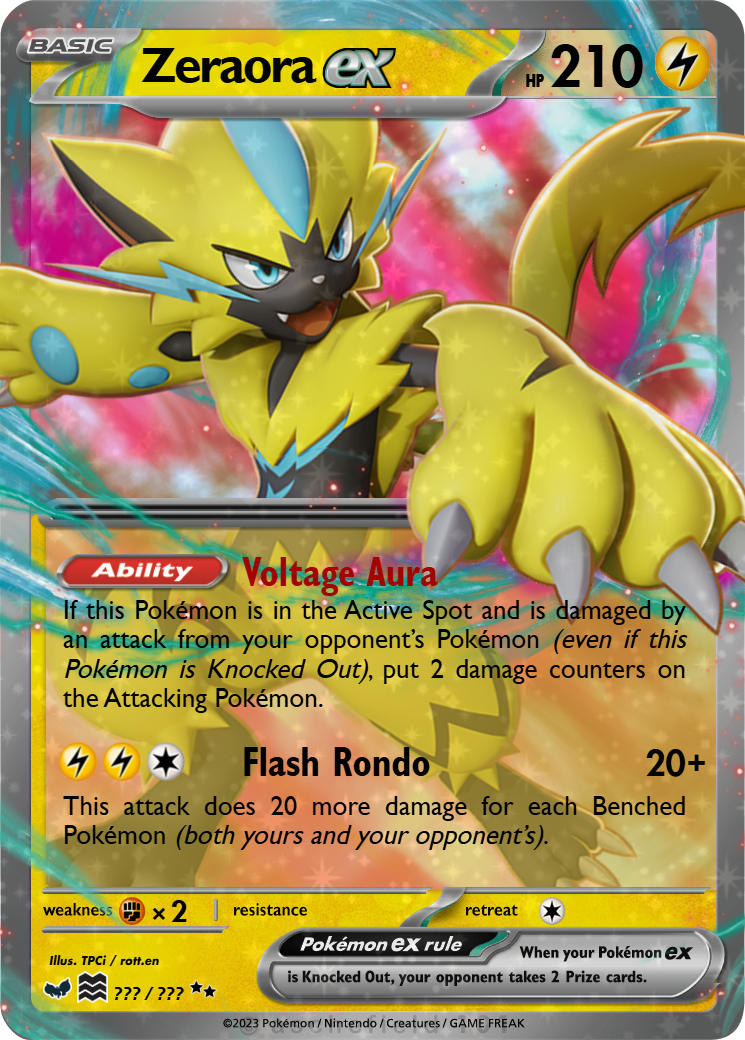 BASIC
Zeraora ex HP 210
Ability Voltage Aura
If this Pokémon is in the Active Spot and is damaged by
an attack from your opponent's Pokémon (even if this
Pokémon is Knocked Out), put 2 damage counters on
the Attacking Pokémon.
Flash Rondo 20+
This attack does 20 more damage for each Benched
Pokémon (both yours and your opponent's).
weakness × 2 | resistance retreat
Pokémon ex rule When your Pokémon ex
is Knocked Out, your opponent takes 2 Prize cards.
Illus. TPCi / rott.en
??? / ???
©2023 Pokémon / Nintendo / Creatures / GAME FREAK